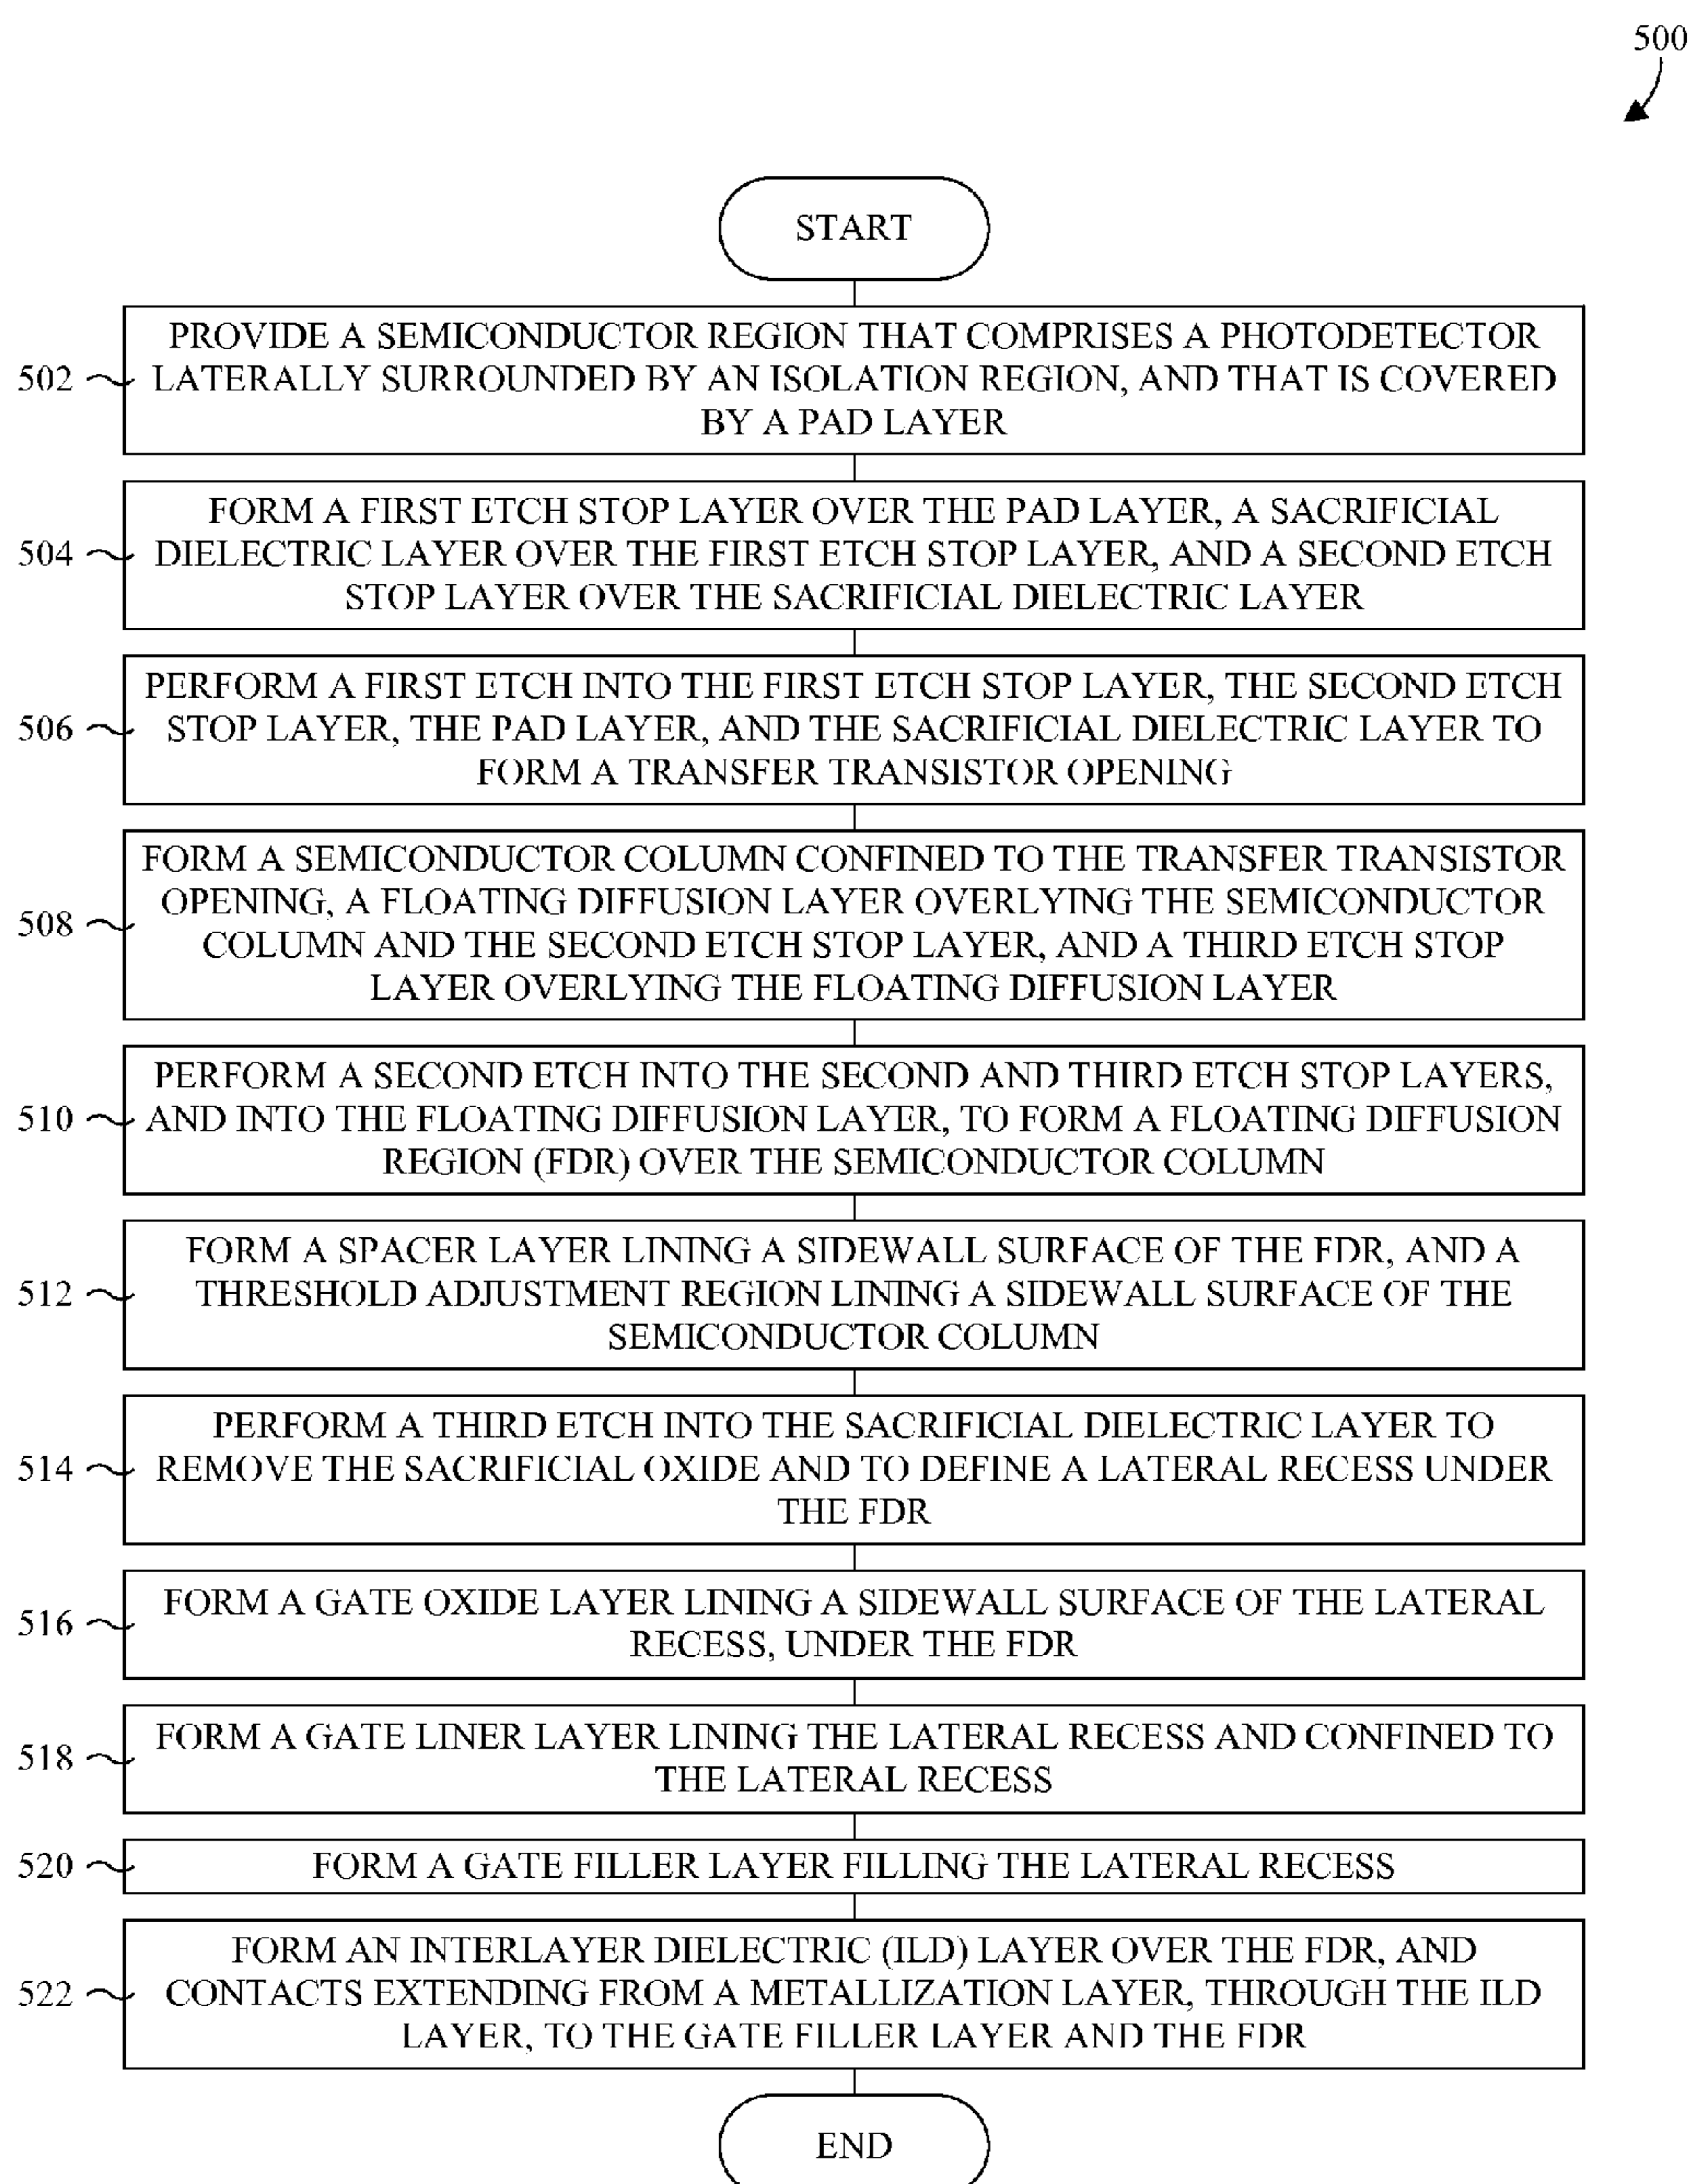 500
START
PROVIDE A SEMICONDUCTOR REGION THAT COMPRISES A PHOTODETECTOR
502 LATERALLY SURROUNDED BY AN ISOLATION REGION, AND THAT IS COVERED
BY A PAD LAYER
FORM A FIRST ETCH STOP LAYER OVER THE PAD LAYER, A SACRIFICIAL
504 DIELECTRIC LAYER OVER THE FIRST ETCH STOP LAYER, AND A SECOND ETCH
STOP LAYER OVER THE SACRIFICIAL DIELECTRIC LAYER
PERFORM A FIRST ETCH INTO THE FIRST ETCH STOP LAYER, THE SECOND ETCH
506 STOP LAYER, THE PAD LAYER, AND THE SACRIFICIAL DIELECTRIC LAYER TO
FORM A TRANSFER TRANSISTOR OPENING
FORM A SEMICONDUCTOR COLUMN CONFINED TO THE TRANSFER TRANSISTOR
OPENING, A FLOATING DIFFUSION LAYER OVERLYING THE SEMICONDUCTOR
508
COLUMN AND THE SECOND ETCH STOP LAYER, AND A THIRD ETCH STOP
LAYER OVERLYING THE FLOATING DIFFUSION LAYER
PERFORM A SECOND ETCH INTO THE SECOND AND THIRD ETCH STOP LAYERS,
510 AND INTO THE FLOATING DIFFUSION LAYER, TO FORM A FLOATING DIFFUSION
REGION (FDR) OVER THE SEMICONDUCTOR COLUMN
FORM A SPACER LAYER LINING A SIDEWALL SURFACE OF THE FDR, AND A
512 THRESHOLD ADJUSTMENT REGION LINING A SIDEWALL SURFACE OF THE
SEMICONDUCTOR COLUMN
PERFORM A THIRD ETCH INTO THE SACRIFICIAL DIELECTRIC LAYER TO
514 REMOVE THE SACRIFICIAL OXIDE AND TO DEFINE A LATERAL RECESS UNDER
THE FDR
FORM A GATE OXIDE LAYER LINING A SIDEWALL SURFACE OF THE LATERAL
516
RECESS, UNDER THE FDR
FORM A GATE LINER LAYER LINING THE LATERAL RECESS AND CONFINED TO
518
THE LATERAL RECESS
520 FORM A GATE FILLER LAYER FILLING THE LATERAL RECESS
FORM AN INTERLAYER DIELECTRIC (ILD) LAYER OVER THE FDR, AND
522 CONTACTS EXTENDING FROM A METALLIZATION LAYER, THROUGH THE ILD
LAYER, TO THE GATE FILLER LAYER AND THE FDR
END